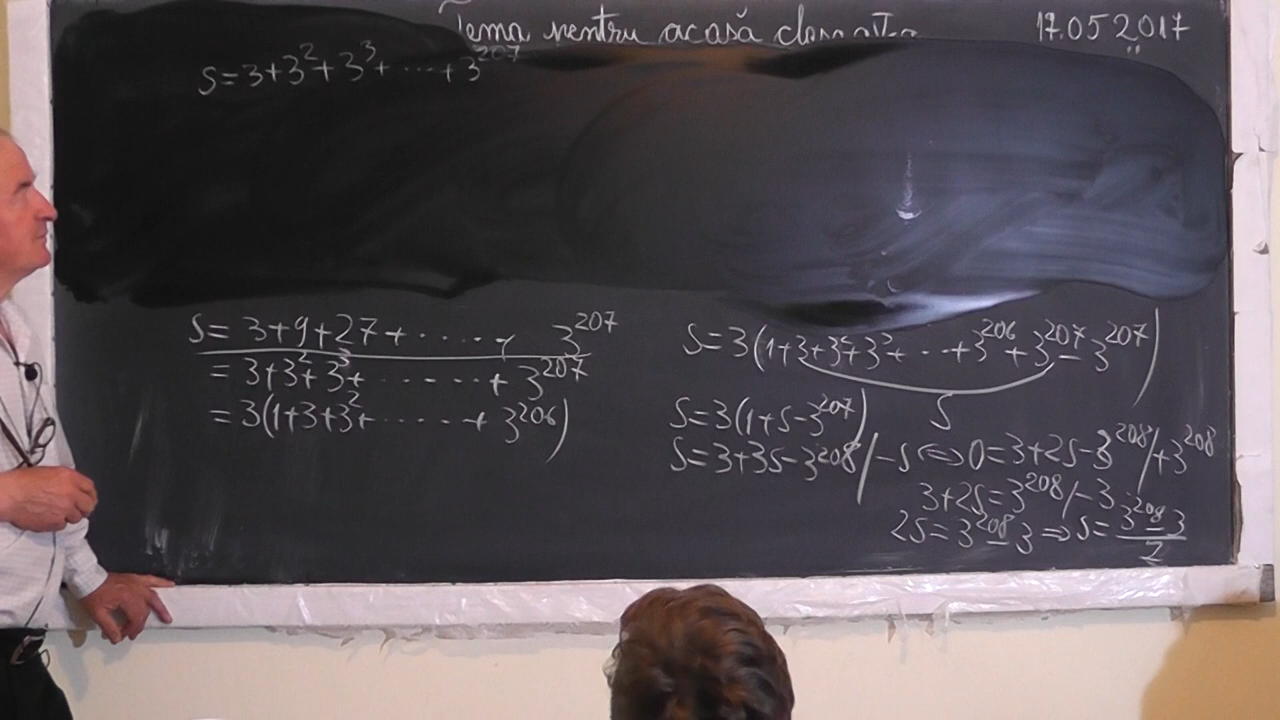 Tema pentru acasă 17.05 2017
S=3+3²+3³+·····+3²⁰⁷
S=3+9+27+······+ 3²⁰⁷
=3+3²+3³+·······+3²⁰⁷
=3(1+3+3²+······+3²⁰⁶)
S=3(1+3+3²+3³+···+3²⁰⁶+3²⁰⁷-3²⁰⁷)
S
S=3(1+S-3²⁰⁷)
S=3+3S-3²⁰⁸/-S⇔0=3+2S-3²⁰⁸/+3²⁰⁸
3+2S=3²⁰⁸/-3
2S=3²⁰⁸-3⇒S=(3²⁰⁸-3)/2